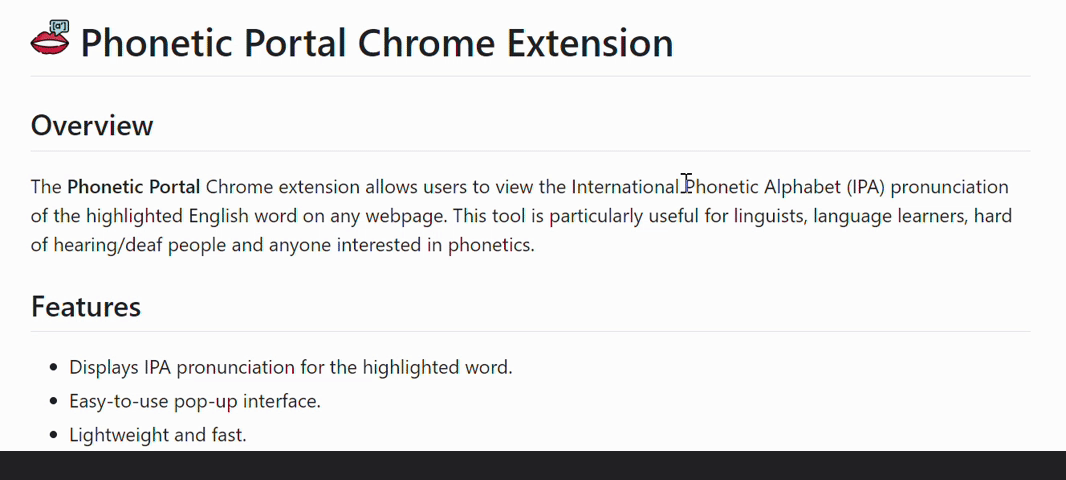 Phonetic Portal Chrome Extension
Overview
The Phonetic Portal Chrome extension allows users to view the International Phonetic Alphabet (IPA) pronunciation
of the highlighted English word on any webpage. This tool is particularly useful for linguists, language learners, hard
of hearing/deaf people and anyone interested in phonetics.
Features
• Displays IPA pronunciation for the highlighted word.
• Easy-to-use pop-up interface.
• Lightweight and fast.